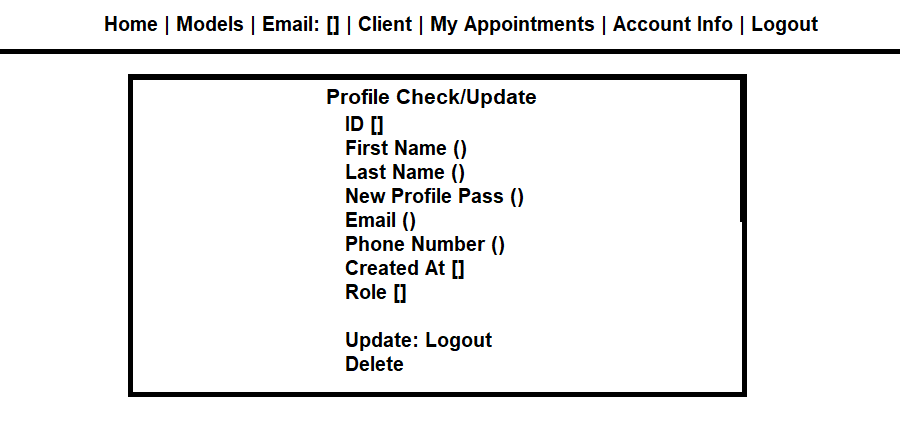 Home | Models | Email: [] | Client | My Appointments | Account Info | Logout
Profile Check/Update
ID []
First Name ()
Last Name ()
New Profile Pass ()
Email ()
Phone Number ()
Created At []
Role []
Update: Logout
Delete